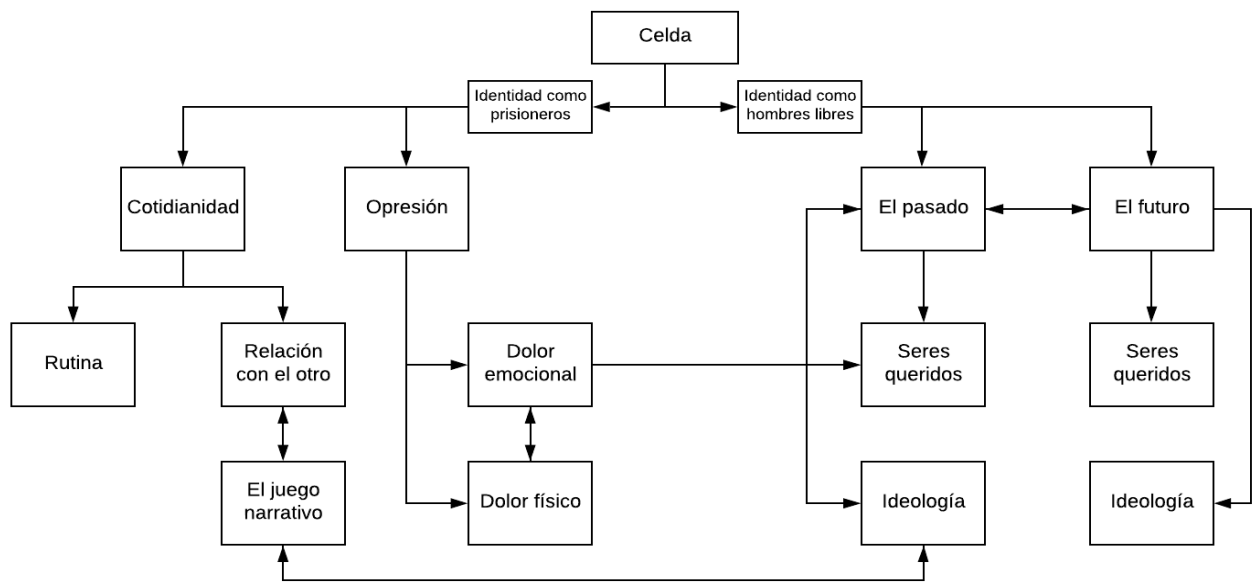 Celda
Identidad como
prisioneros
Identidad como
hombres libres
Cotidianidad
Opresión
El pasado
El futuro
Rutina
Relación
con el otro
Dolor
emocional
Seres
queridos
Seres
queridos
El juego
narrativo
Dolor físico
Ideología
Ideología